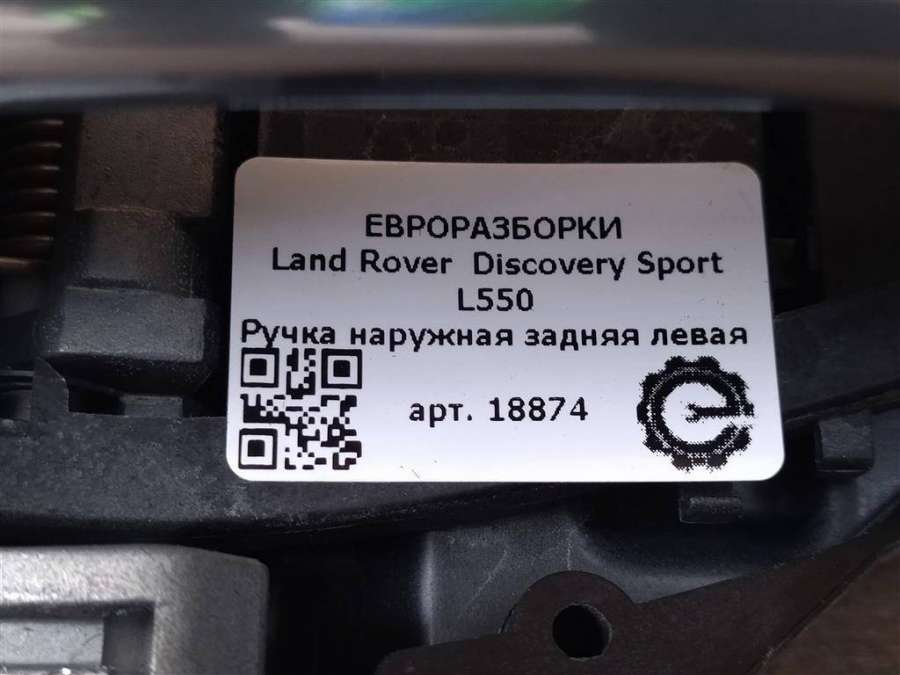 ЕВРОРАЗБОРКИ
Land Rover Discovery Sport
L550
Ручка наружная задняя левая
арт. 18874